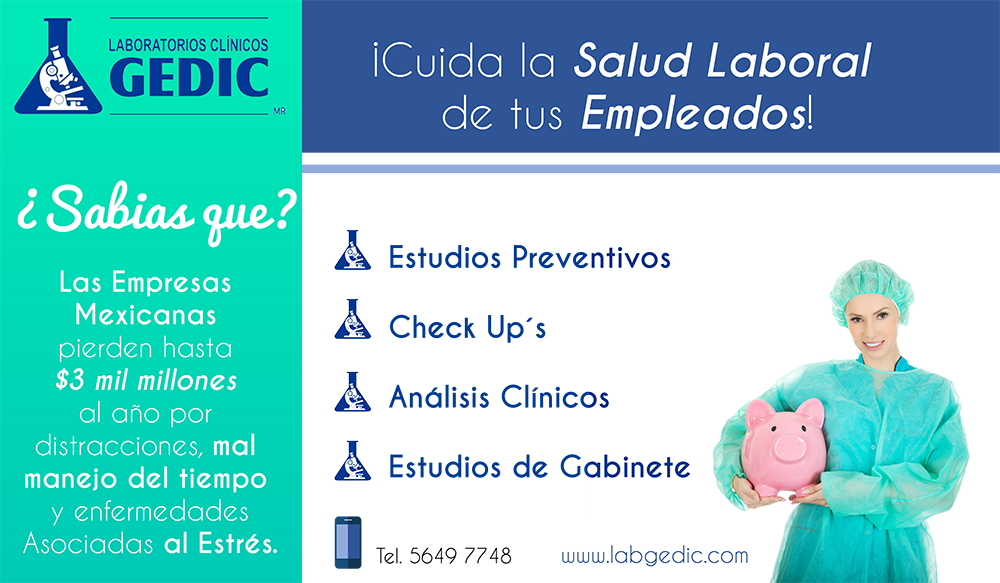 LABORATORIOS CLÍNICOS
GEDIC
MR
¿Sabias que?
Las Empresas
Mexicanas
pierden hasta
$3 mil millones
al año por
distracciones, mal
manejo del tiempo
y enfermedades
Asociadas al Estrés.
¡Cuida la Salud Laboral
de tus Empleados!
Estudios Preventivos
Check Up´s
Análisis Clínicos
Estudios de Gabinete
Tel. 5649 7748
www.labgedic.com